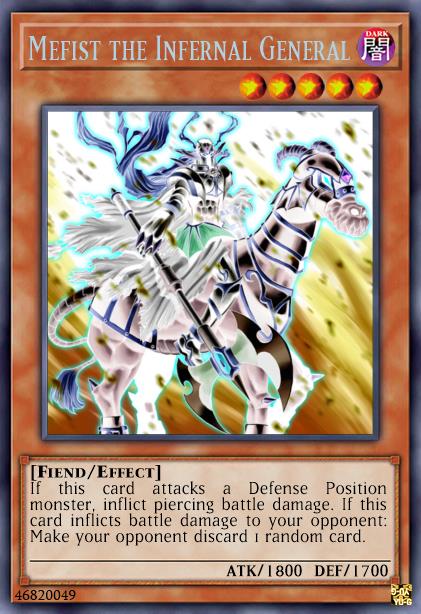 Mefist the Infernal General
DARK
闇
[Fiend/Effect]
If this card attacks a Defense Position
monster, inflict piercing battle damage. If this
card inflicts battle damage to your opponent:
Make your opponent discard 1 random card.
ATK/1800 DEF/1700
46820049